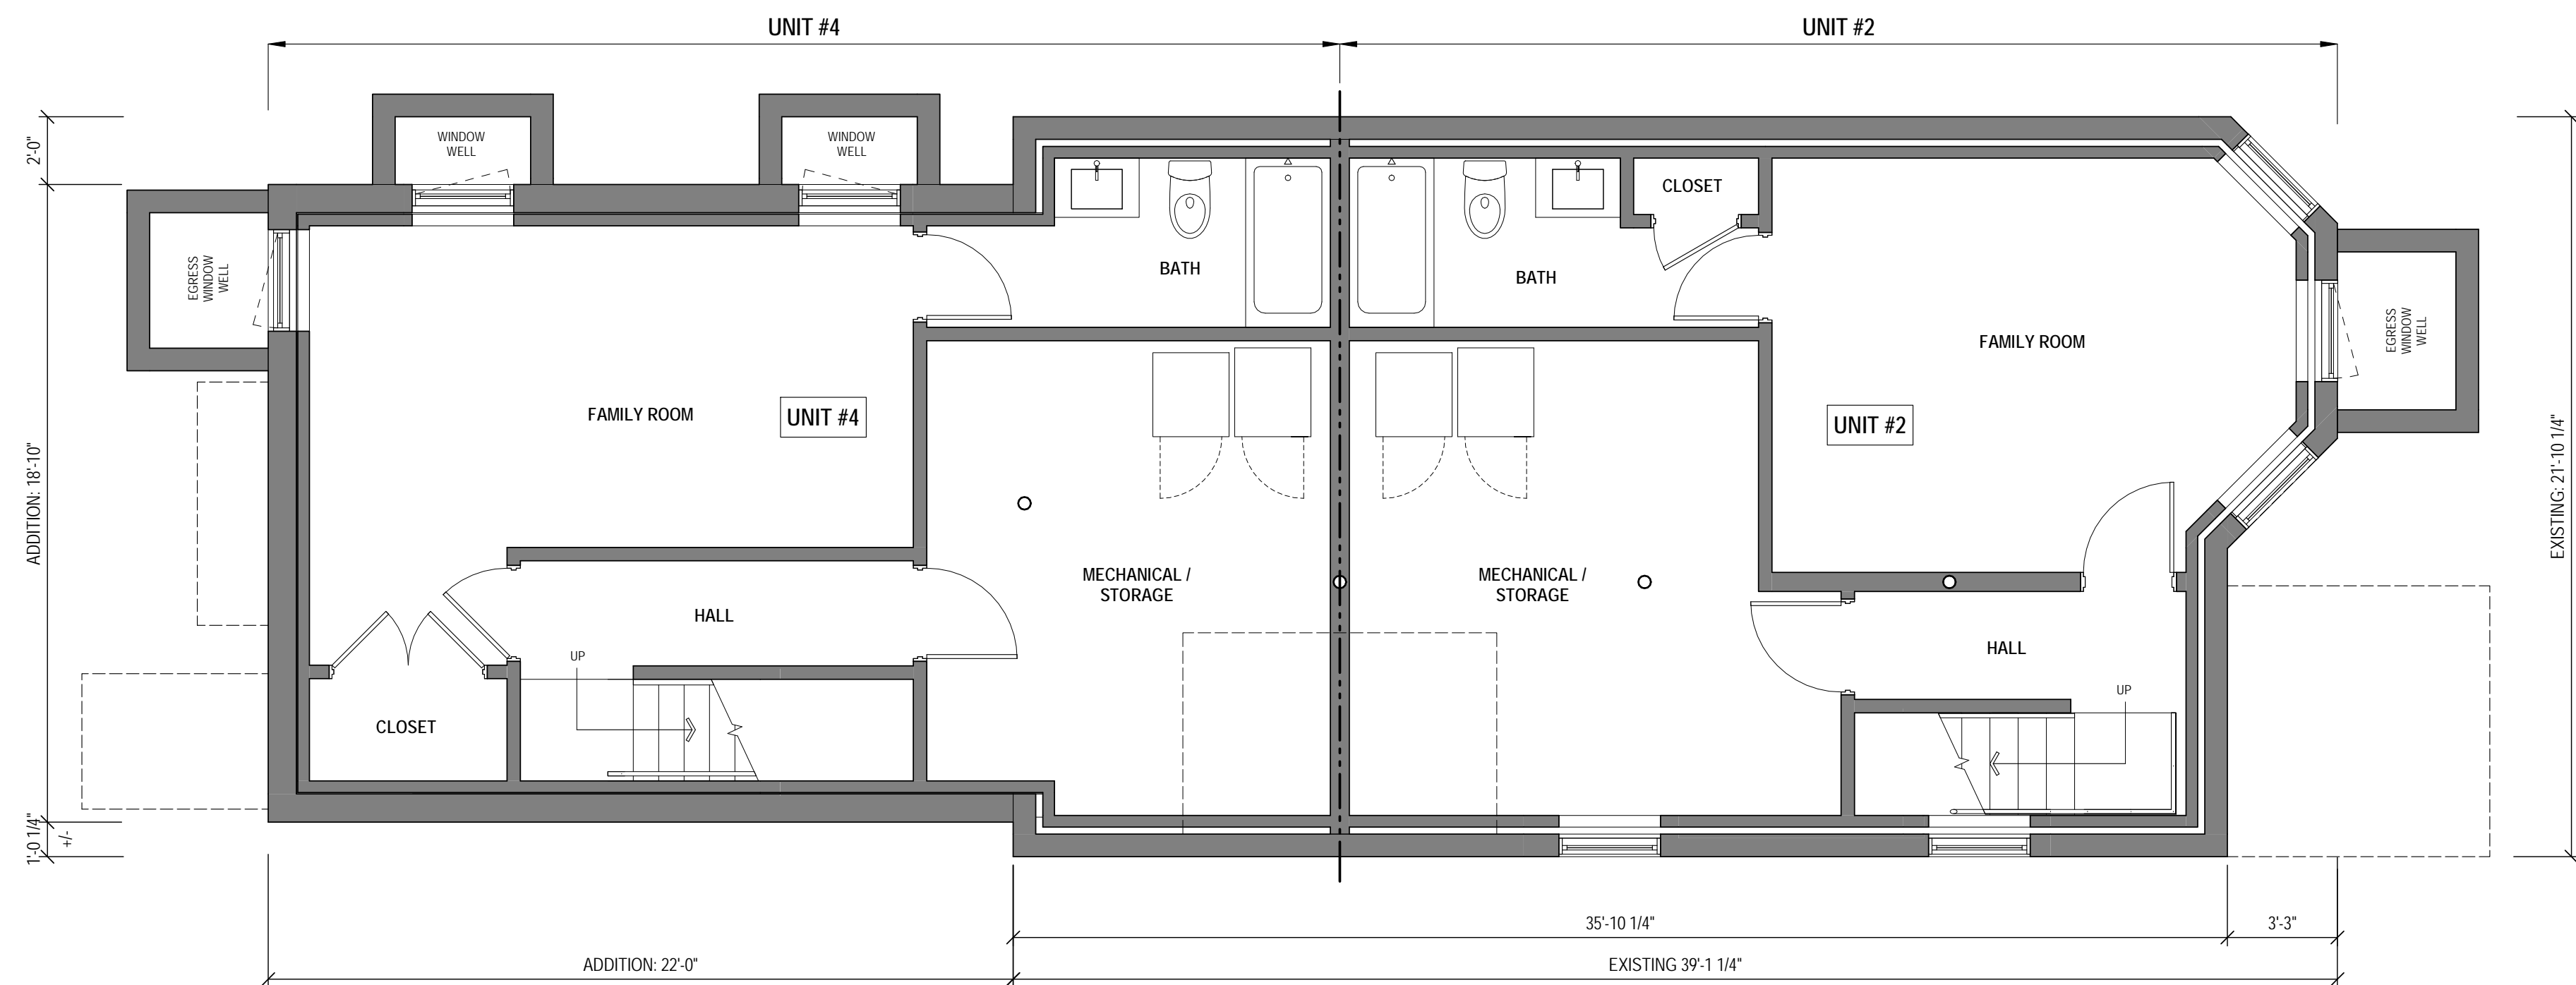 UNIT #4
UNIT #2
2'-0"
WINDOW
WELL
WINDOW
WELL
CLOSET
EGRESS
WINDOW
WELL
BATH
BATH
FAMILY ROOM
EGRESS
WINDOW
WELL
FAMILY ROOM
UNIT #4
UNIT #2
ADDITION: 18'-10"
EXISTING: 21'-10 1/4"
MECHANICAL /
STORAGE
MECHANICAL /
STORAGE
HALL
HALL
UP
UP
CLOSET
1'-0 1/4"
+/-
35'-10 1/4"
3'-3"
ADDITION: 22'-0"
EXISTING 39'-1 1/4"